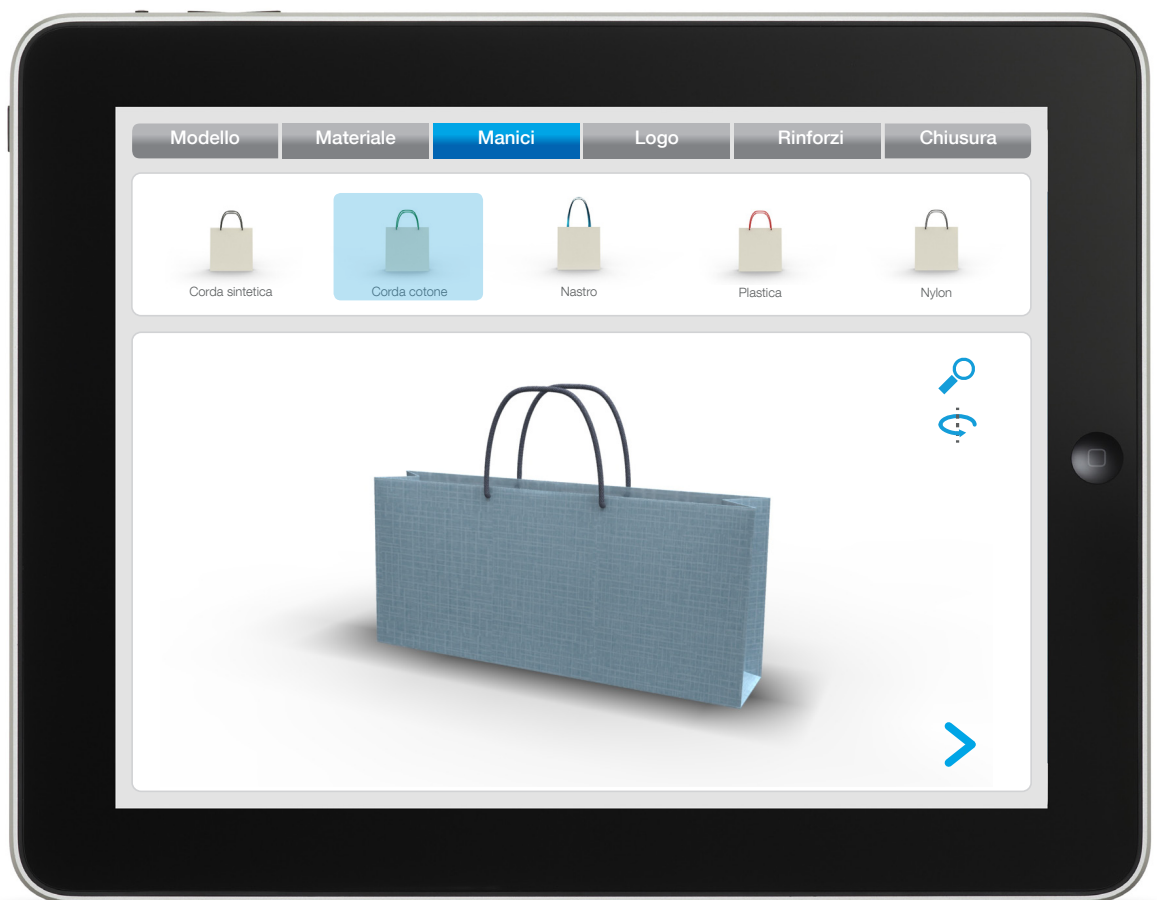 Modello
Materiale
Manici
Logo
Rinforzi
Chiusura
Corda sintetica
Corda cotone
Nastro
Plastica
Nylon